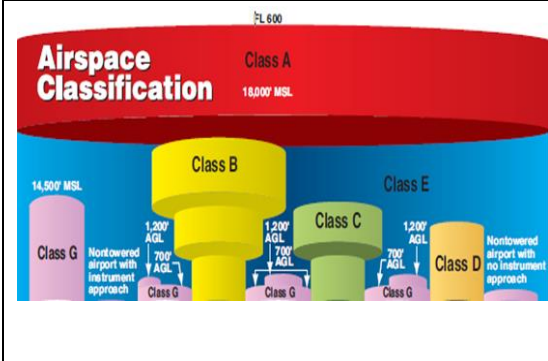 FL 600
Airspace
Classification
Class A
18,000' MSL
Class B
14,500' MSL
Class E
Class C
1,200'
AGL
1,200'
AGL
1,200'
AGL
Class G
Nontowered
airport with
instrument
approach
700'
AGL
700'
AGL
700'
AGL
Class D
Nontowered
airport with
no instrument
approach
Class G
Class G
Class G